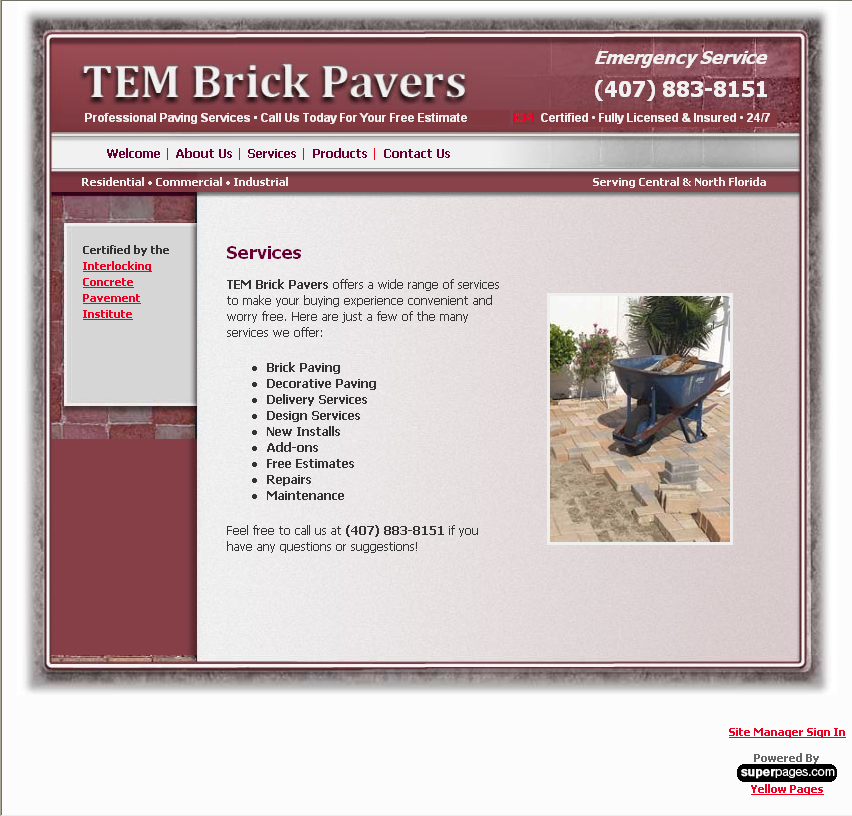 TEM Brick Pavers
Professional Paving Services • Call Us Today For Your Free Estimate
Emergency Service
(407) 883-8151
Certified • Fully Licensed & Insured • 24/7
Welcome | About Us | Services | Products | Contact Us
Residential • Commercial • Industrial
Serving Central & North Florida
Certified by the
Interlocking
Concrete
Pavement
Institute
Services
TEM Brick Pavers offers a wide range of services
to make your buying experience convenient and
worry free. Here are just a few of the many
services we offer:
• Brick Paving
• Decorative Paving
• Delivery Services
• Design Services
• New Installs
• Add-ons
• Free Estimates
• Repairs
• Maintenance
Feel free to call us at (407) 883-8151 if you
have any questions or suggestions!
Site Manager Sign In
Powered By
superpages.com
Yellow Pages